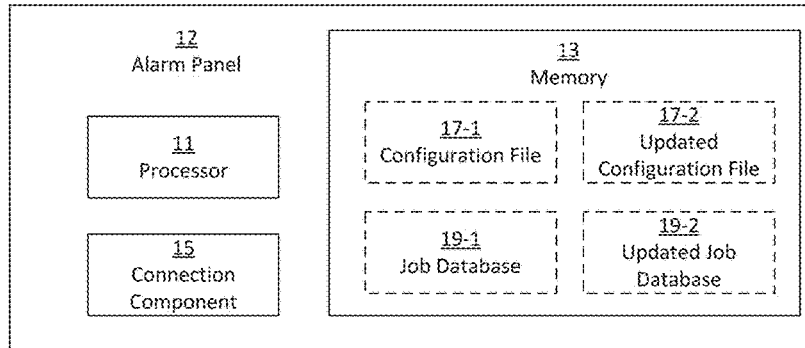 12
Alarm Panel
13
Memory
11
Processor
17-1
Configuration File
17-2
Updated
Configuration File
15
Connection
Component
19-1
Job Database
19-2
Updated Job
Database